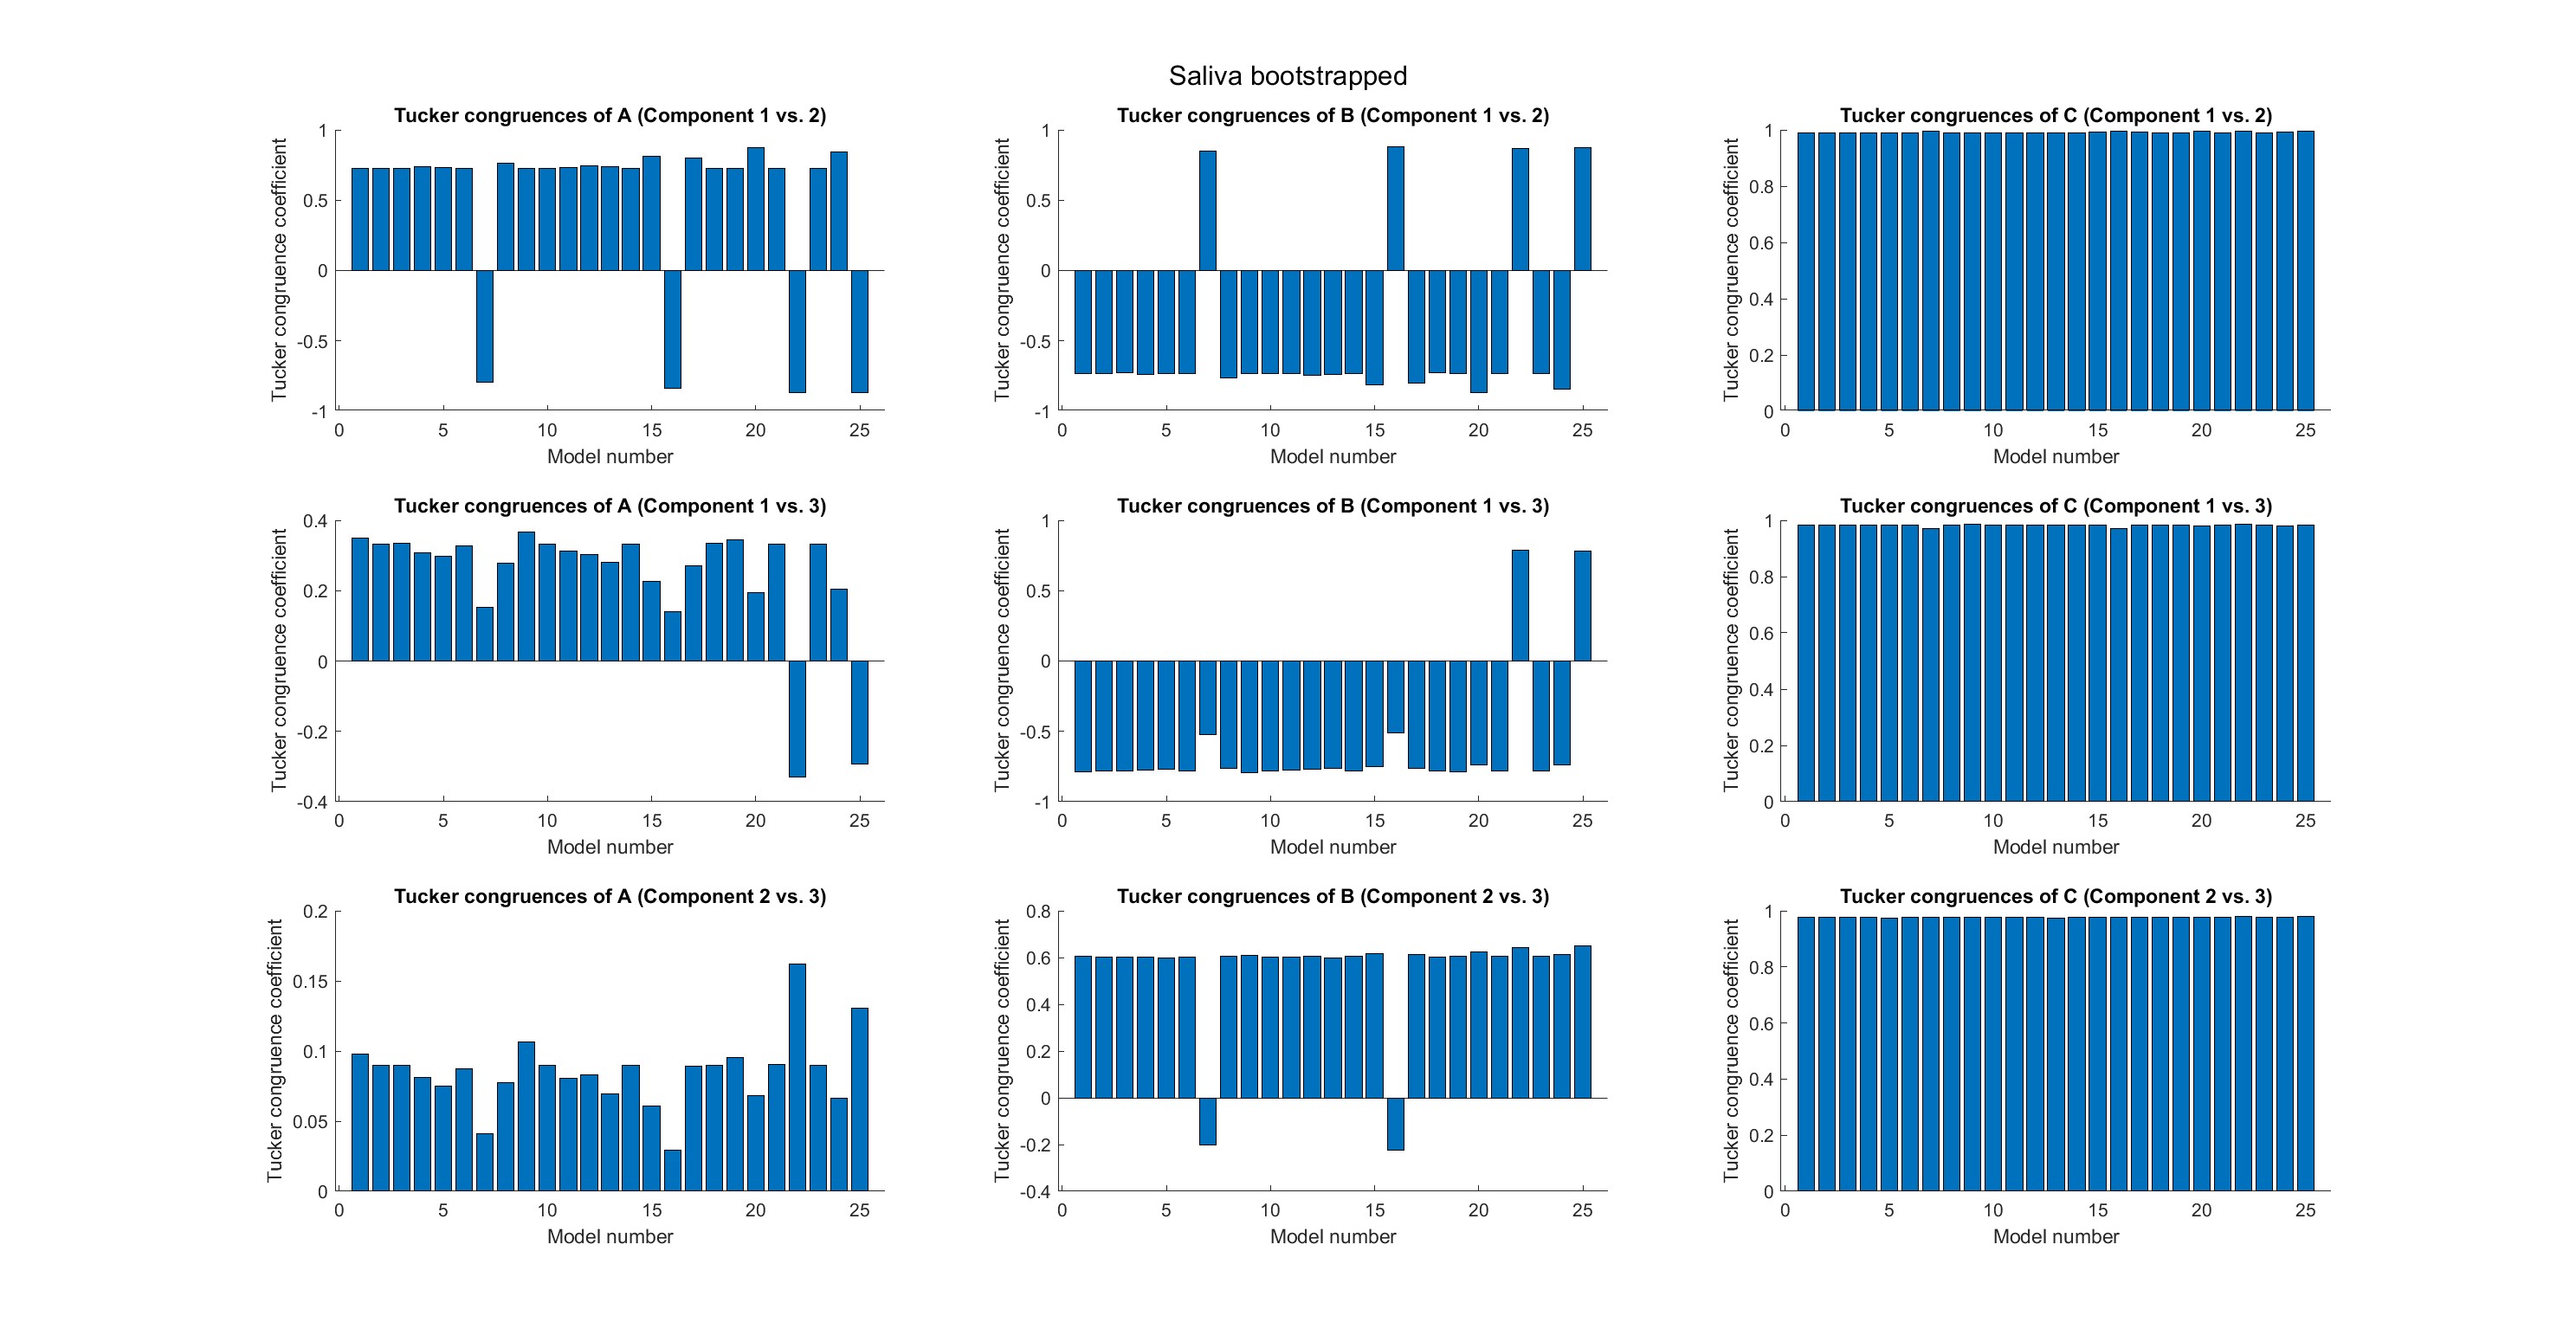 Saliva bootstrapped
Tucker congruences of A (Component 1 vs. 2)
Tucker congruence coefficient
1
0.5
0
-0.5
-1
0 5 10 15 20 25
Model number
Tucker congruences of B (Component 1 vs. 2)
Tucker congruence coefficient
1
0.5
0
-0.5
-1
0 5 10 15 20 25
Model number
Tucker congruences of C (Component 1 vs. 2)
Tucker congruence coefficient
1
0.8
0.6
0.4
0.2
0
0 5 10 15 20 25
Model number
Tucker congruences of A (Component 1 vs. 3)
Tucker congruence coefficient
0.4
0.2
0
-0.2
-0.4
0 5 10 15 20 25
Model number
Tucker congruences of B (Component 1 vs. 3)
Tucker congruence coefficient
1
0.5
0
-0.5
-1
0 5 10 15 20 25
Model number
Tucker congruences of C (Component 1 vs. 3)
Tucker congruence coefficient
1
0.8
0.6
0.4
0.2
0
0 5 10 15 20 25
Model number
Tucker congruences of A (Component 2 vs. 3)
Tucker congruence coefficient
0.2
0.15
0.1
0.05
0
0 5 10 15 20 25
Model number
Tucker congruences of B (Component 2 vs. 3)
Tucker congruence coefficient
0.8
0.6
0.4
0.2
0
-0.2
-0.4
0 5 10 15 20 25
Model number
Tucker congruences of C (Component 2 vs. 3)
Tucker congruence coefficient
1
0.8
0.6
0.4
0.2
0
0 5 10 15 20 25
Model number